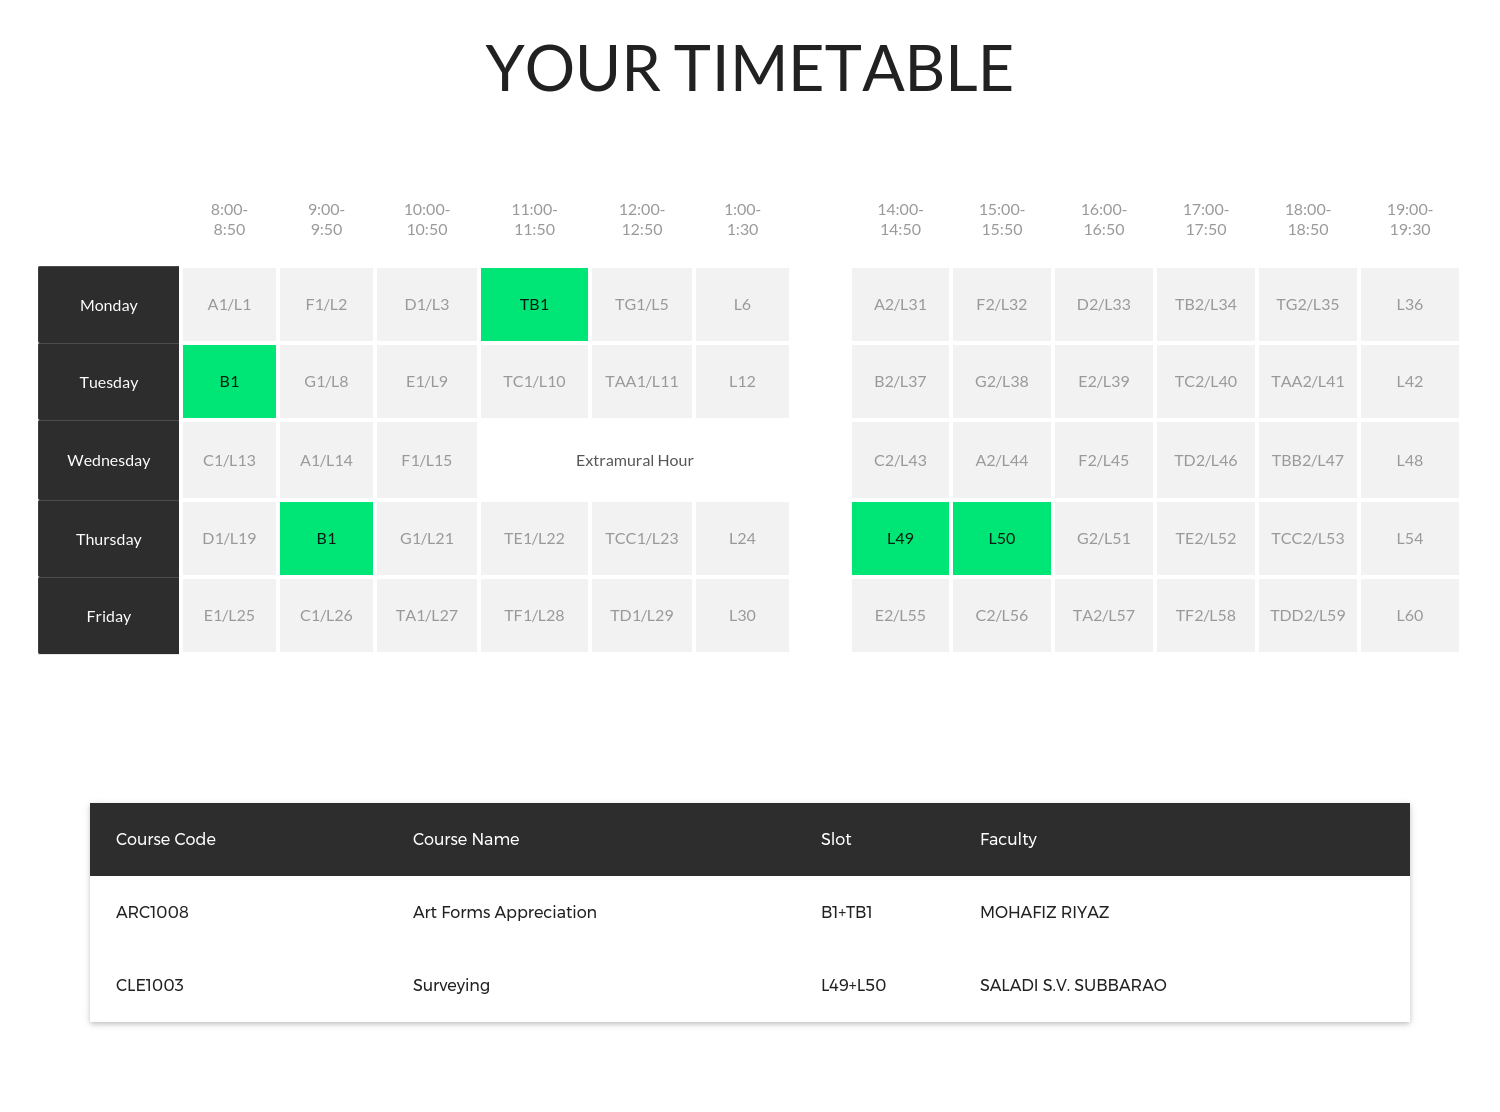 YOUR TIMETABLE
8:00- 9:00- 10:00- 11:00- 12:00- 1:00- 14:00- 15:00- 16:00- 17:00- 18:00- 19:00-
8:50 9:50 10:50 11:50 12:50 1:30 14:50 15:50 16:50 17:50 18:50 19:30
Monday A1/L1 F1/L2 D1/L3 TB1 TG1/L5 L6 A2/L31 F2/L32 D2/L33 TB2/L34 TG2/L35 L36
Tuesday B1 G1/L8 E1/L9 TC1/L10 TAA1/L11 L12 B2/L37 G2/L38 E2/L39 TC2/L40 TAA2/L41 L42
Wednesday C1/L13 A1/L14 F1/L15 Extramural Hour C2/L43 A2/L44 F2/L45 TD2/L46 TBB2/L47 L48
Thursday D1/L19 B1 G1/L21 TE1/L22 TCC1/L23 L24 L49 L50 G2/L51 TE2/L52 TCC2/L53 L54
Friday E1/L25 C1/L26 TA1/L27 TF1/L28 TD1/L29 L30 E2/L55 C2/L56 TA2/L57 TF2/L58 TDD2/L59 L60
Course Code Course Name Slot Faculty
ARC1008 Art Forms Appreciation B1+TB1 MOHAFIZ RIYAZ
CLE1003 Surveying L49+L50 SALADI S.V. SUBBARAO